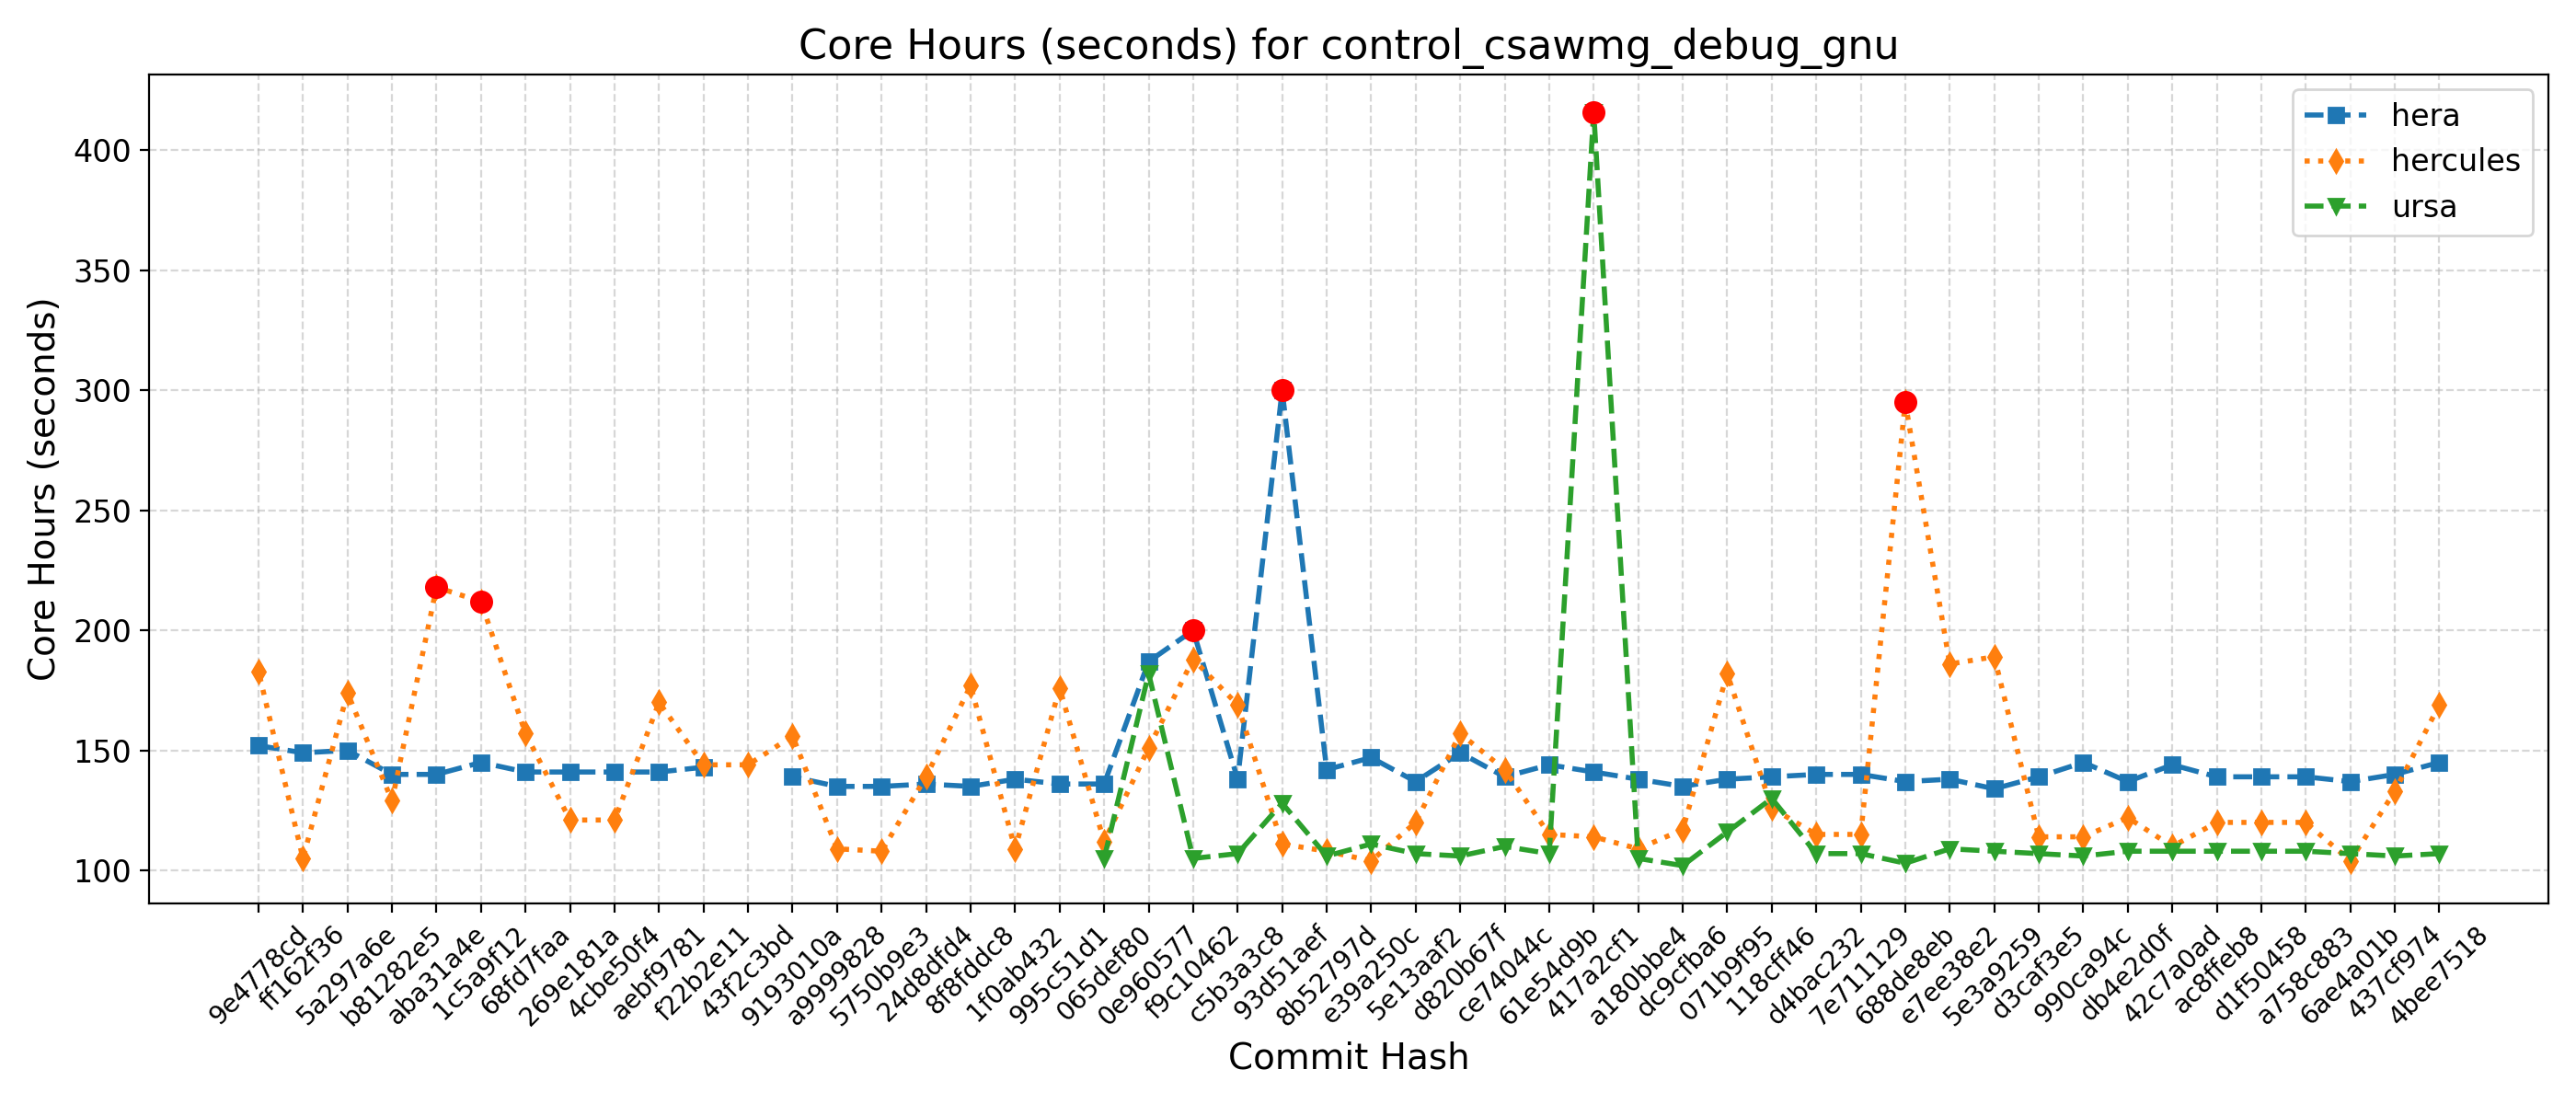 Core Hours (seconds) for control_csawmg_debug_gnu
hera
hercules
ursa
Core Hours (seconds)
400
350
300
250
200
150
100
9e4778cd
ff162f36
5a297a6e
b81282e5
aba31a4e
1c5a9f12
68fd7faa
269e181a
4cbe50f4
aebf9781
f22b2e11
43f2c3bd
9193010a
a9999828
5750b9e3
24d8dfd4
8f8fddc8
1f0ab432
995c51d1
065def80
0e960577
f9c10462
c5b3a3c8
93d51aef
8b52797d
e39a250c
5e13aaf2
d820b67f
ce74044c
61e54d9b
417a2cf1
a180bbe4
dc9cfba6
071b9f95
118cff46
d4bac232
7e711129
688de8eb
e7ee38e2
5e3a9259
d3caf3e5
990ca94c
db4e2d0f
42c7a0ad
ac8ffeb8
d1f50458
a758c883
6ae4a01b
437cf974
4bee7518
Commit Hash